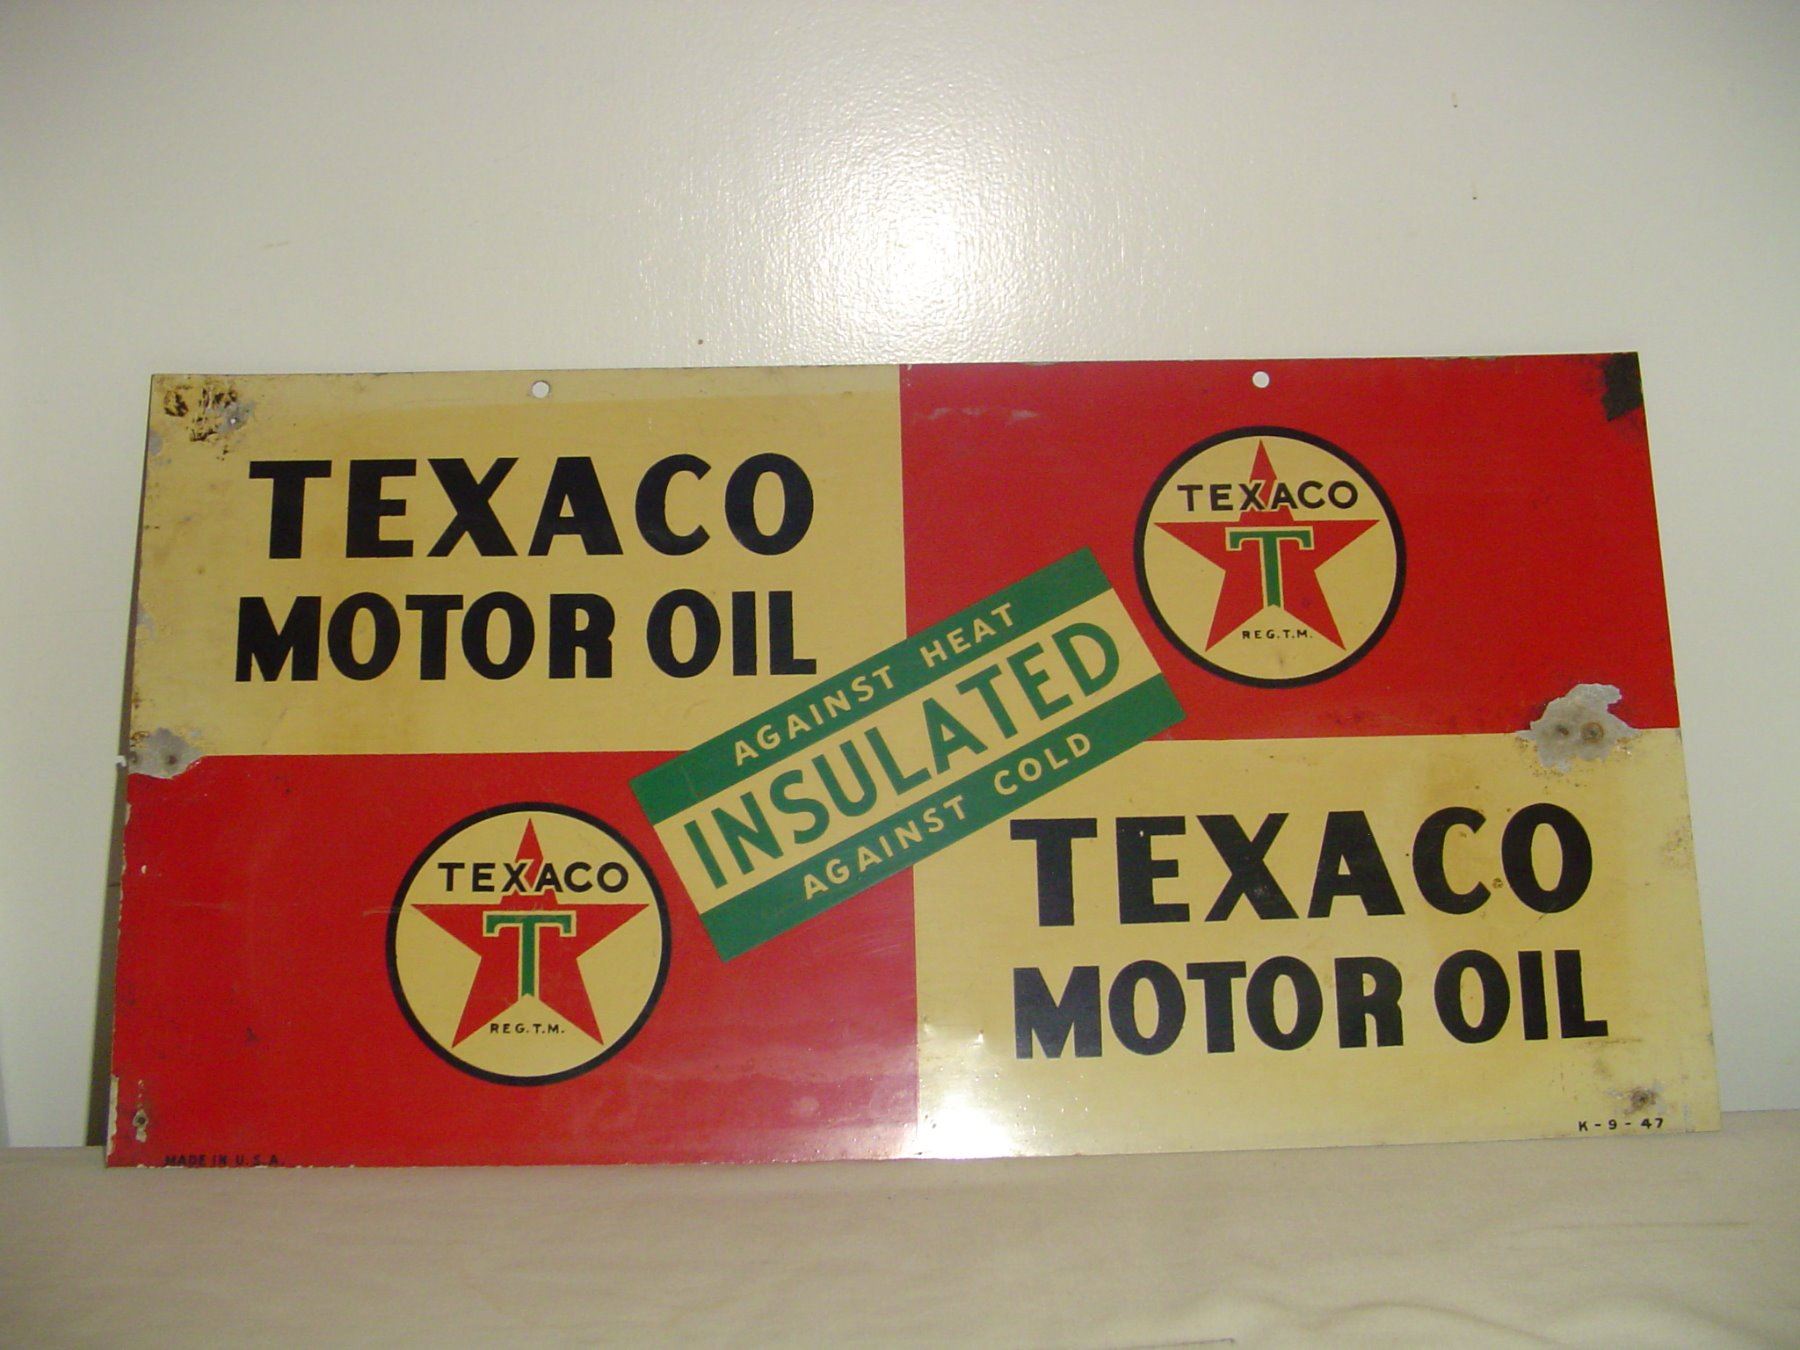 TEXACO
MOTOR OIL
TEXACO
T
REG. T.M.
AGAINST HEAT
INSULATED
AGAINST COLD
TEXACO
T
REG. T.M.
TEXACO
MOTOR OIL
MADE IN U.S.A.
K-9-47